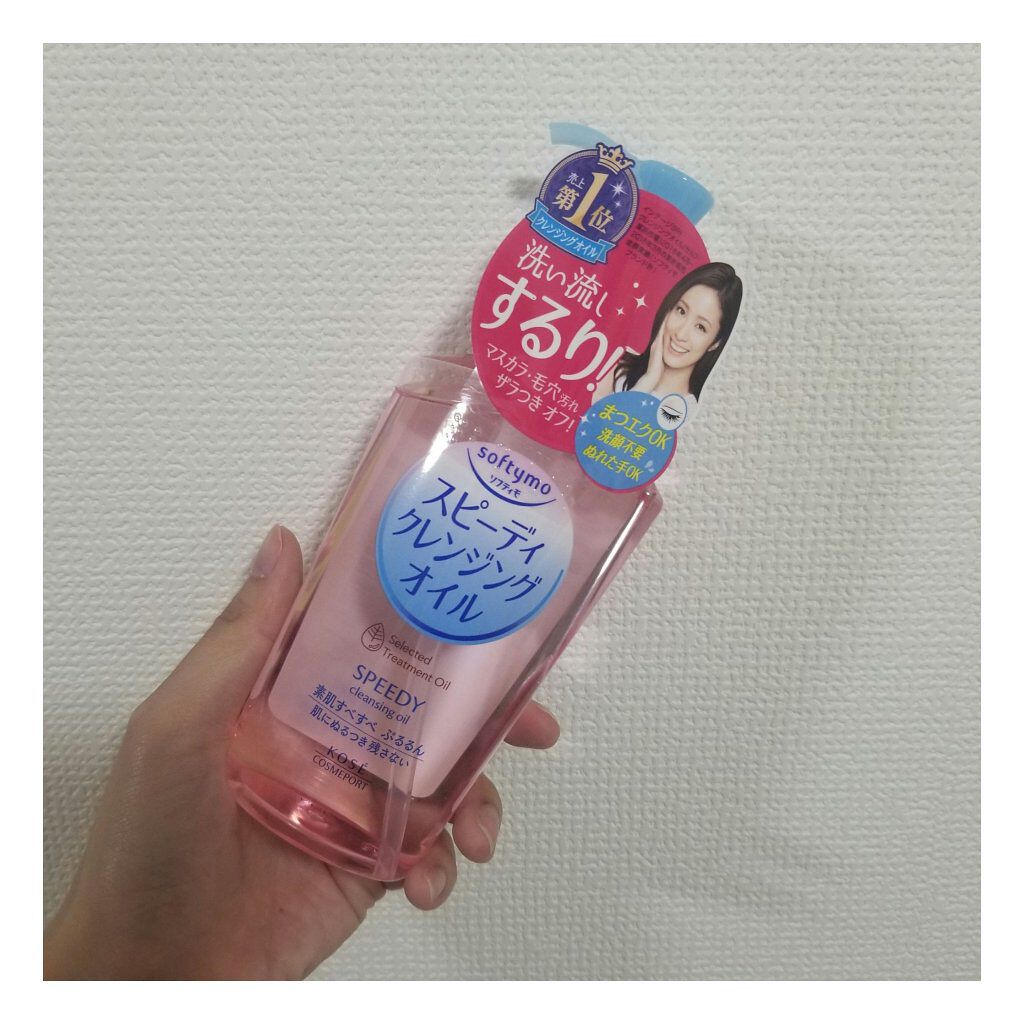 売上
第1位
クレンジングオイル
洗い流し
するり!
マスカラ・毛穴汚れ
ザラつきオフ!
まつエクOK
洗顔不要
ぬれた手OK
softymo
ソフティモ
スピーディ
クレンジング
オイル
Selected
Treatment Oil
SPEEDY
cleansing oil
素肌すべすべ ぷるるん
肌にぬるつき残さない
KOSÉ
COSMEPORT